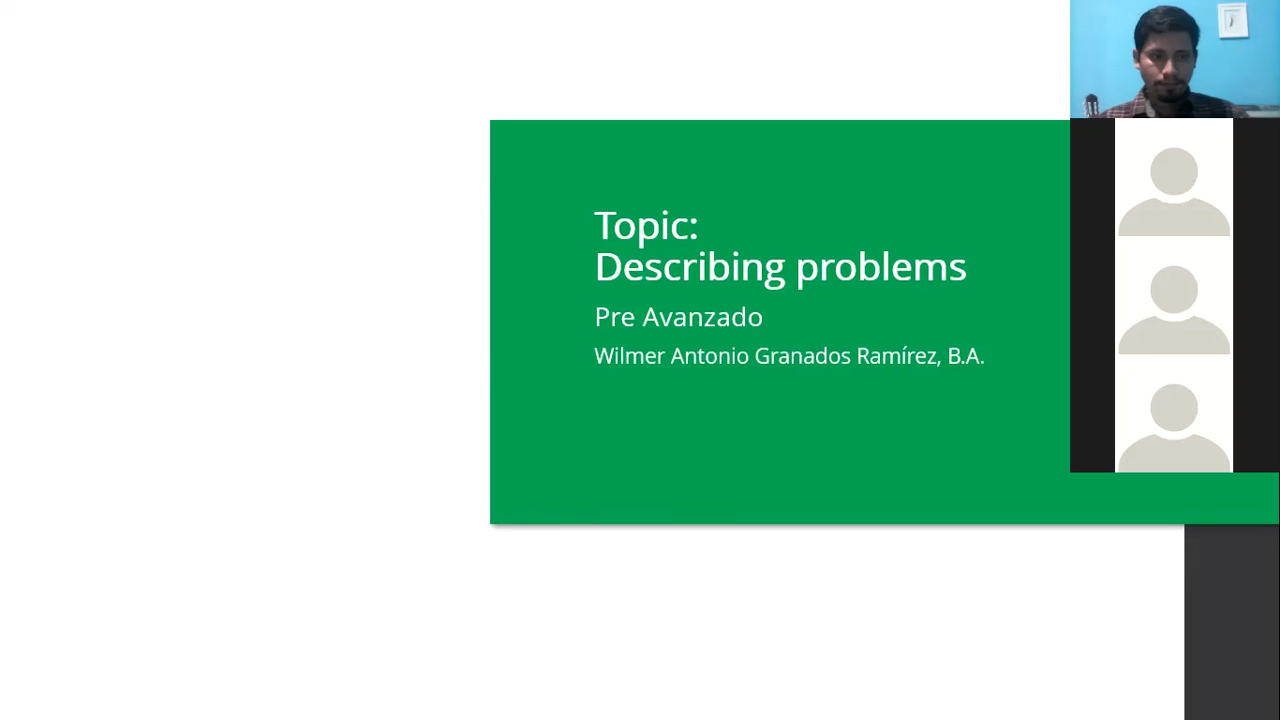 Topic:
Describing problems
Pre Avanzado
Wilmer Antonio Granados Ramírez, B.A.